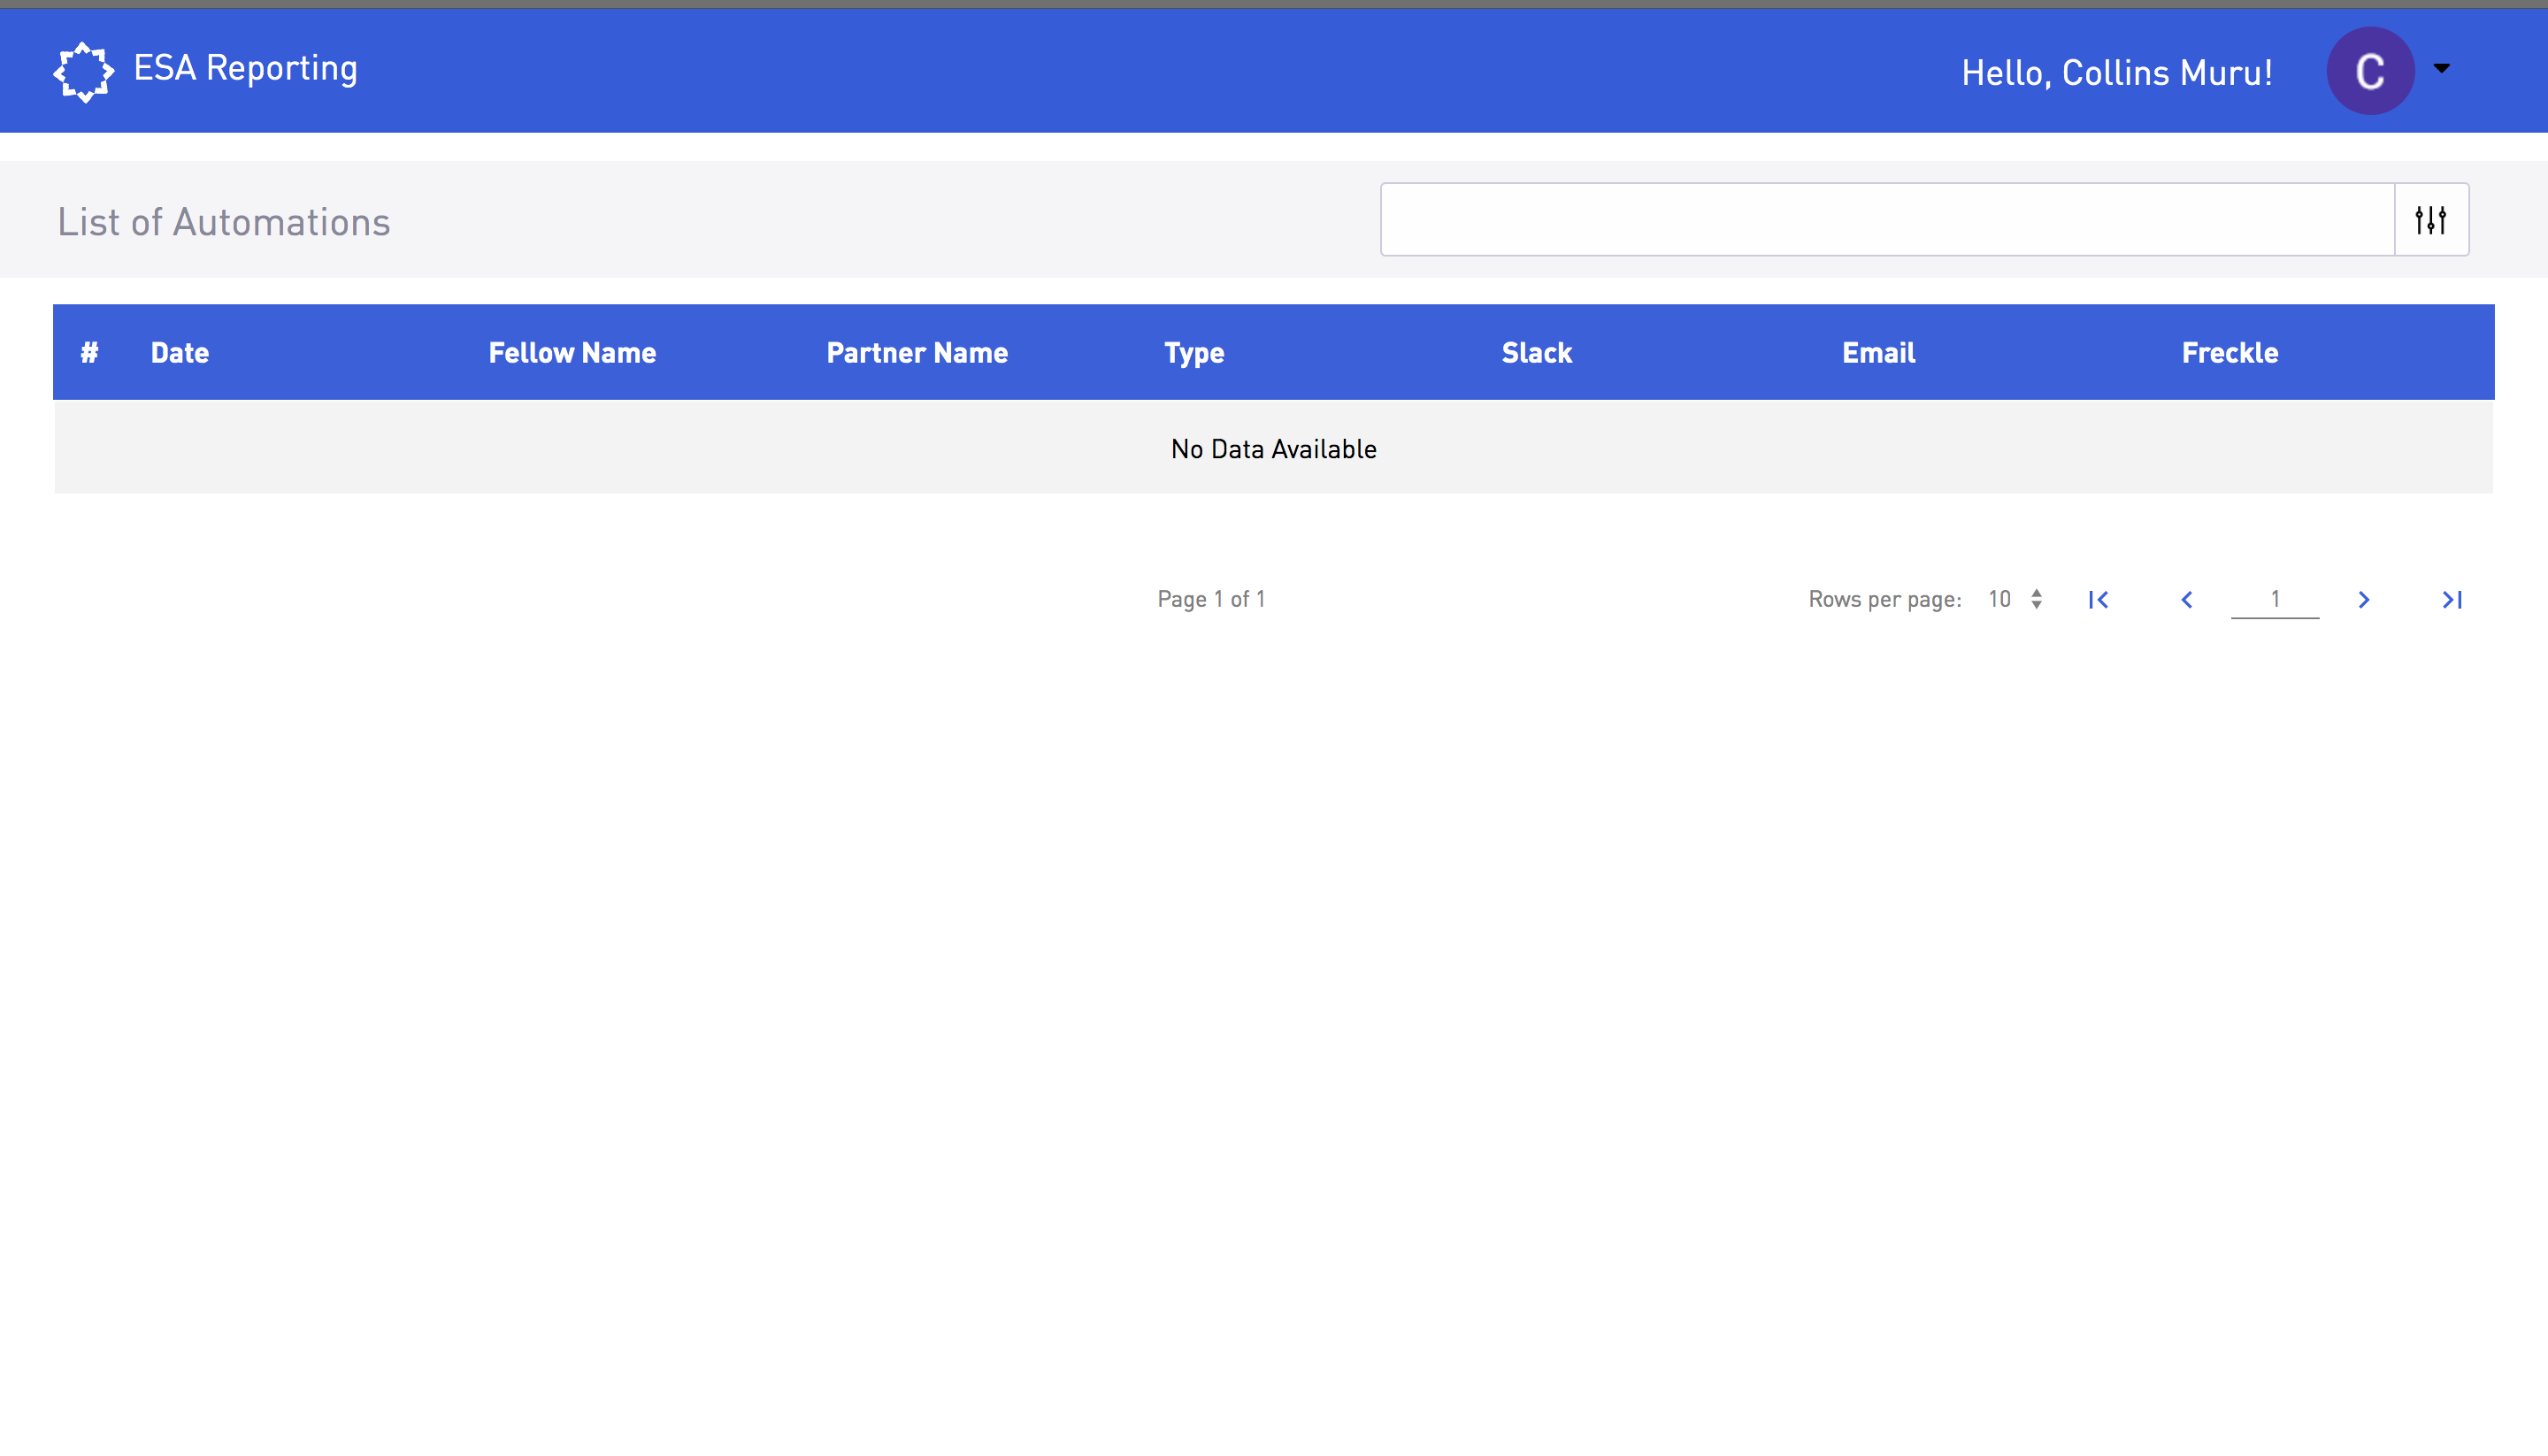 ESA Reporting
Hello, Collins Muru!
C
List of Automations
# Date Fellow Name Partner Name Type Slack Email Freckle
No Data Available
Page 1 of 1 Rows per page: 10 1